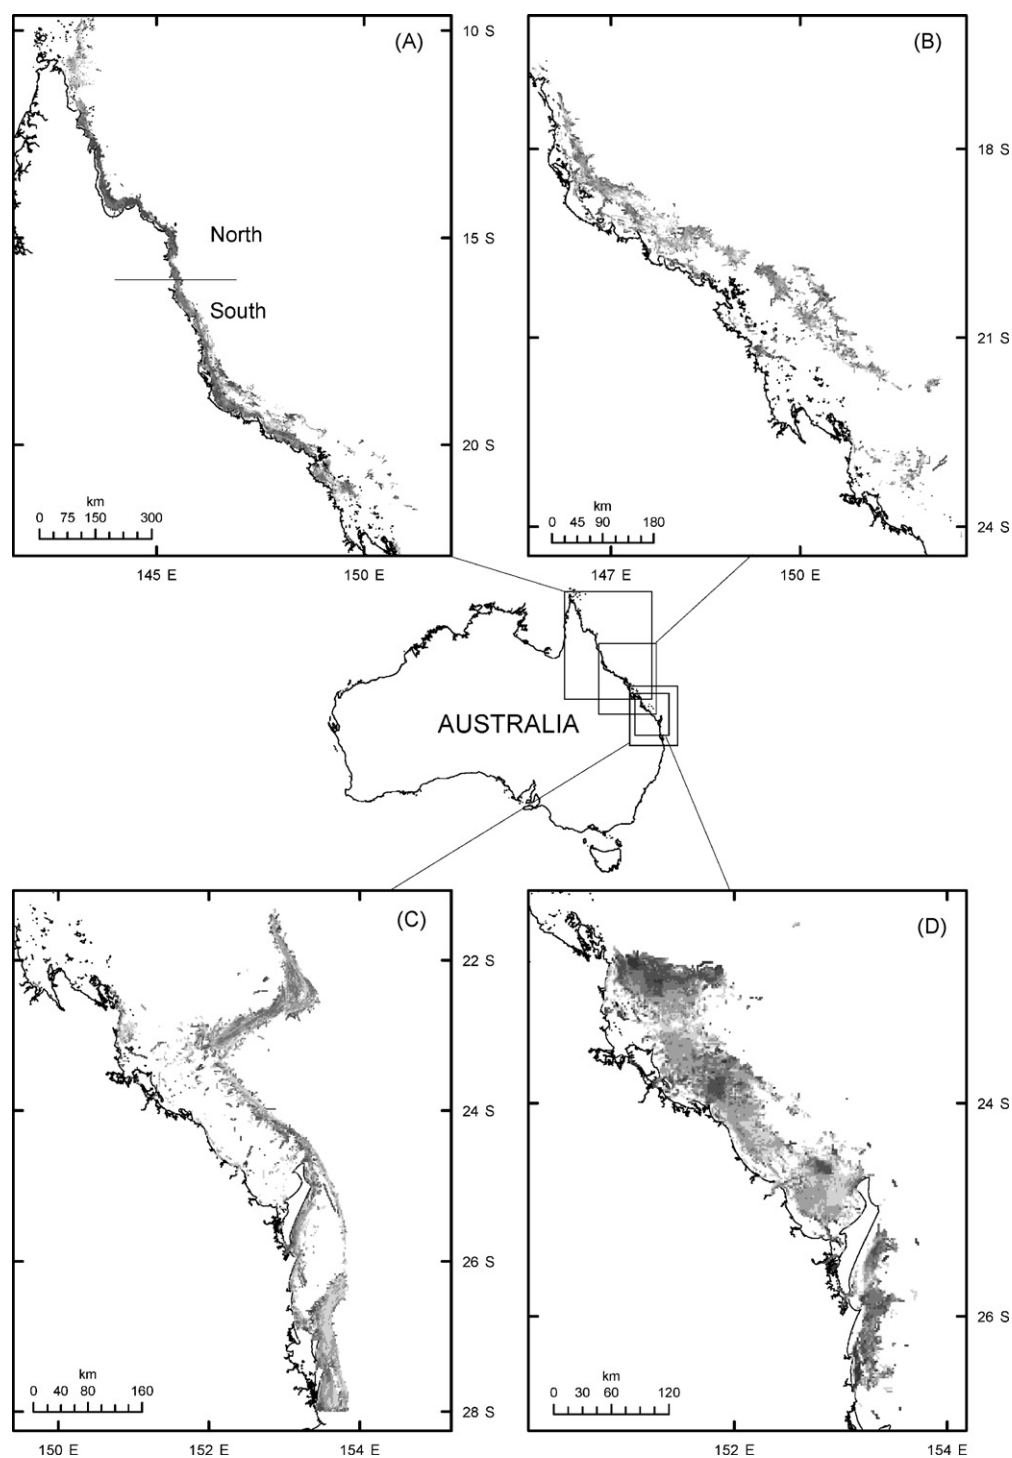 (A)
10 S
North
15 S
South
20 S
km
0 75 150 300
145 E 150 E
(B)
18 S
21 S
24 S
km
0 45 90 180
147 E 150 E
AUSTRALIA
(C)
22 S
24 S
26 S
28 S
km
0 40 80 160
150 E 152 E 154 E
(D)
24 S
26 S
km
0 30 60 120
152 E 154 E